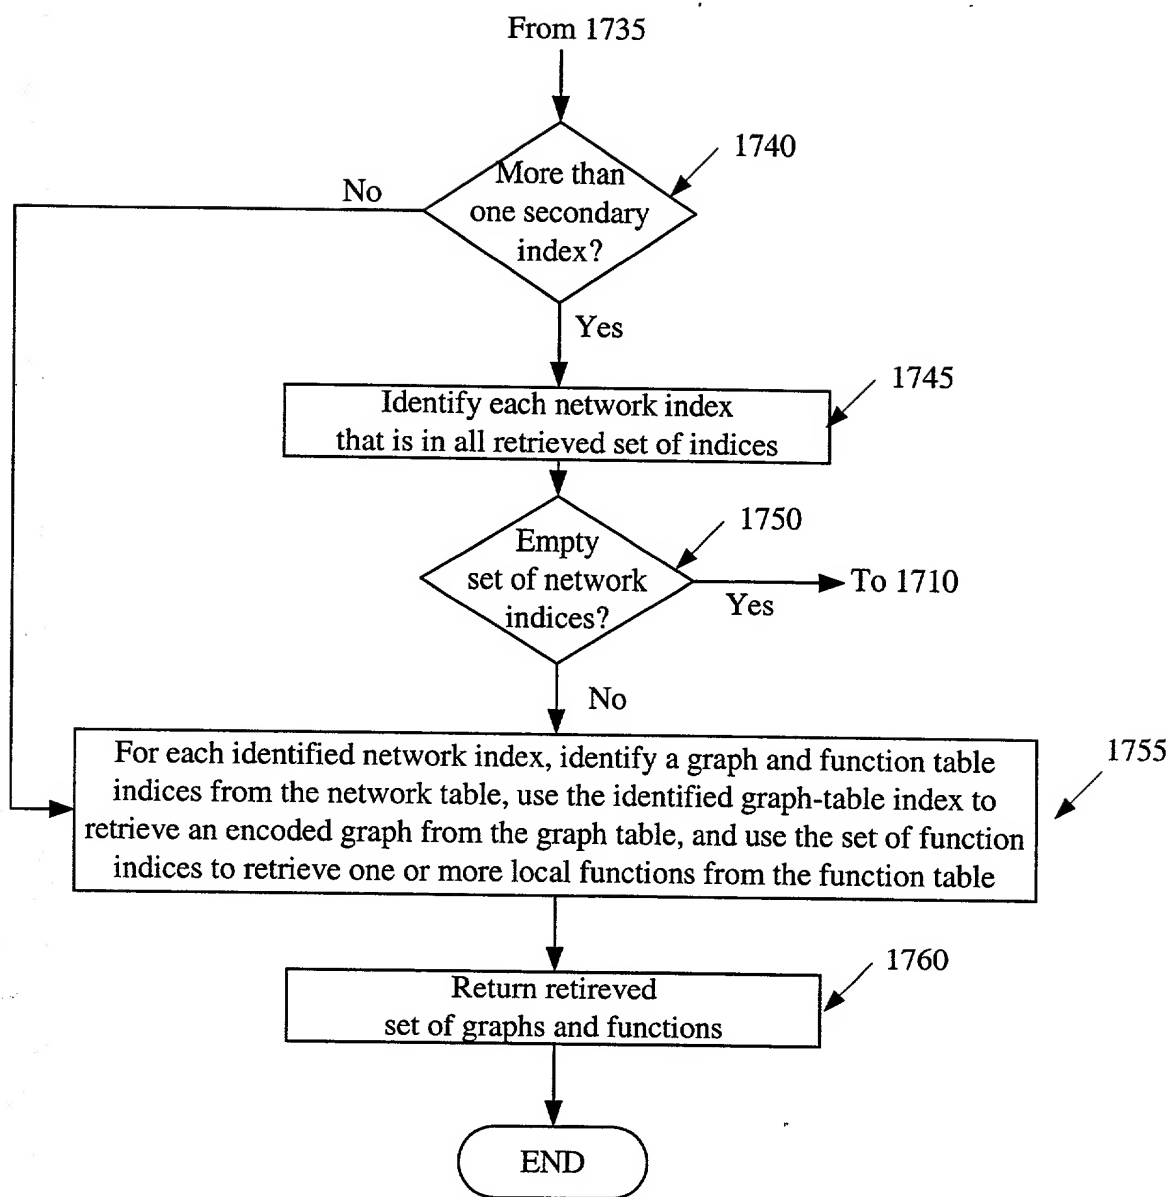 From 1735
1740
More than
one secondary
index?
No
Yes
1745
Identify each network index
that is in all retrieved set of indices
1750
Empty
set of network
indices?
To 1710
Yes
No
1755
For each identified network index, identify a graph and function table
indices from the network table, use the identified graph-table index to
retrieve an encoded graph from the graph table, and use the set of function
indices to retrieve one or more local functions from the function table
1760
Return retireved
set of graphs and functions
END